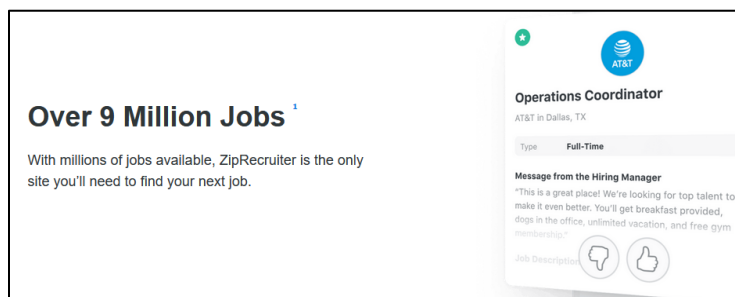 Over 9 Million Jobs 1
With millions of jobs available, ZipRecruiter is the only
site you'll need to find your next job.
AT&T
Operations Coordinator
AT&T in Dallas, TX
Type Full-Time
Message from the Hiring Manager
"This is a great place! We're looking for top talent to
make it even better. You'll get breakfast provided,
dogs in the office, unlimited vacation, and free gym
membership."
Job Description